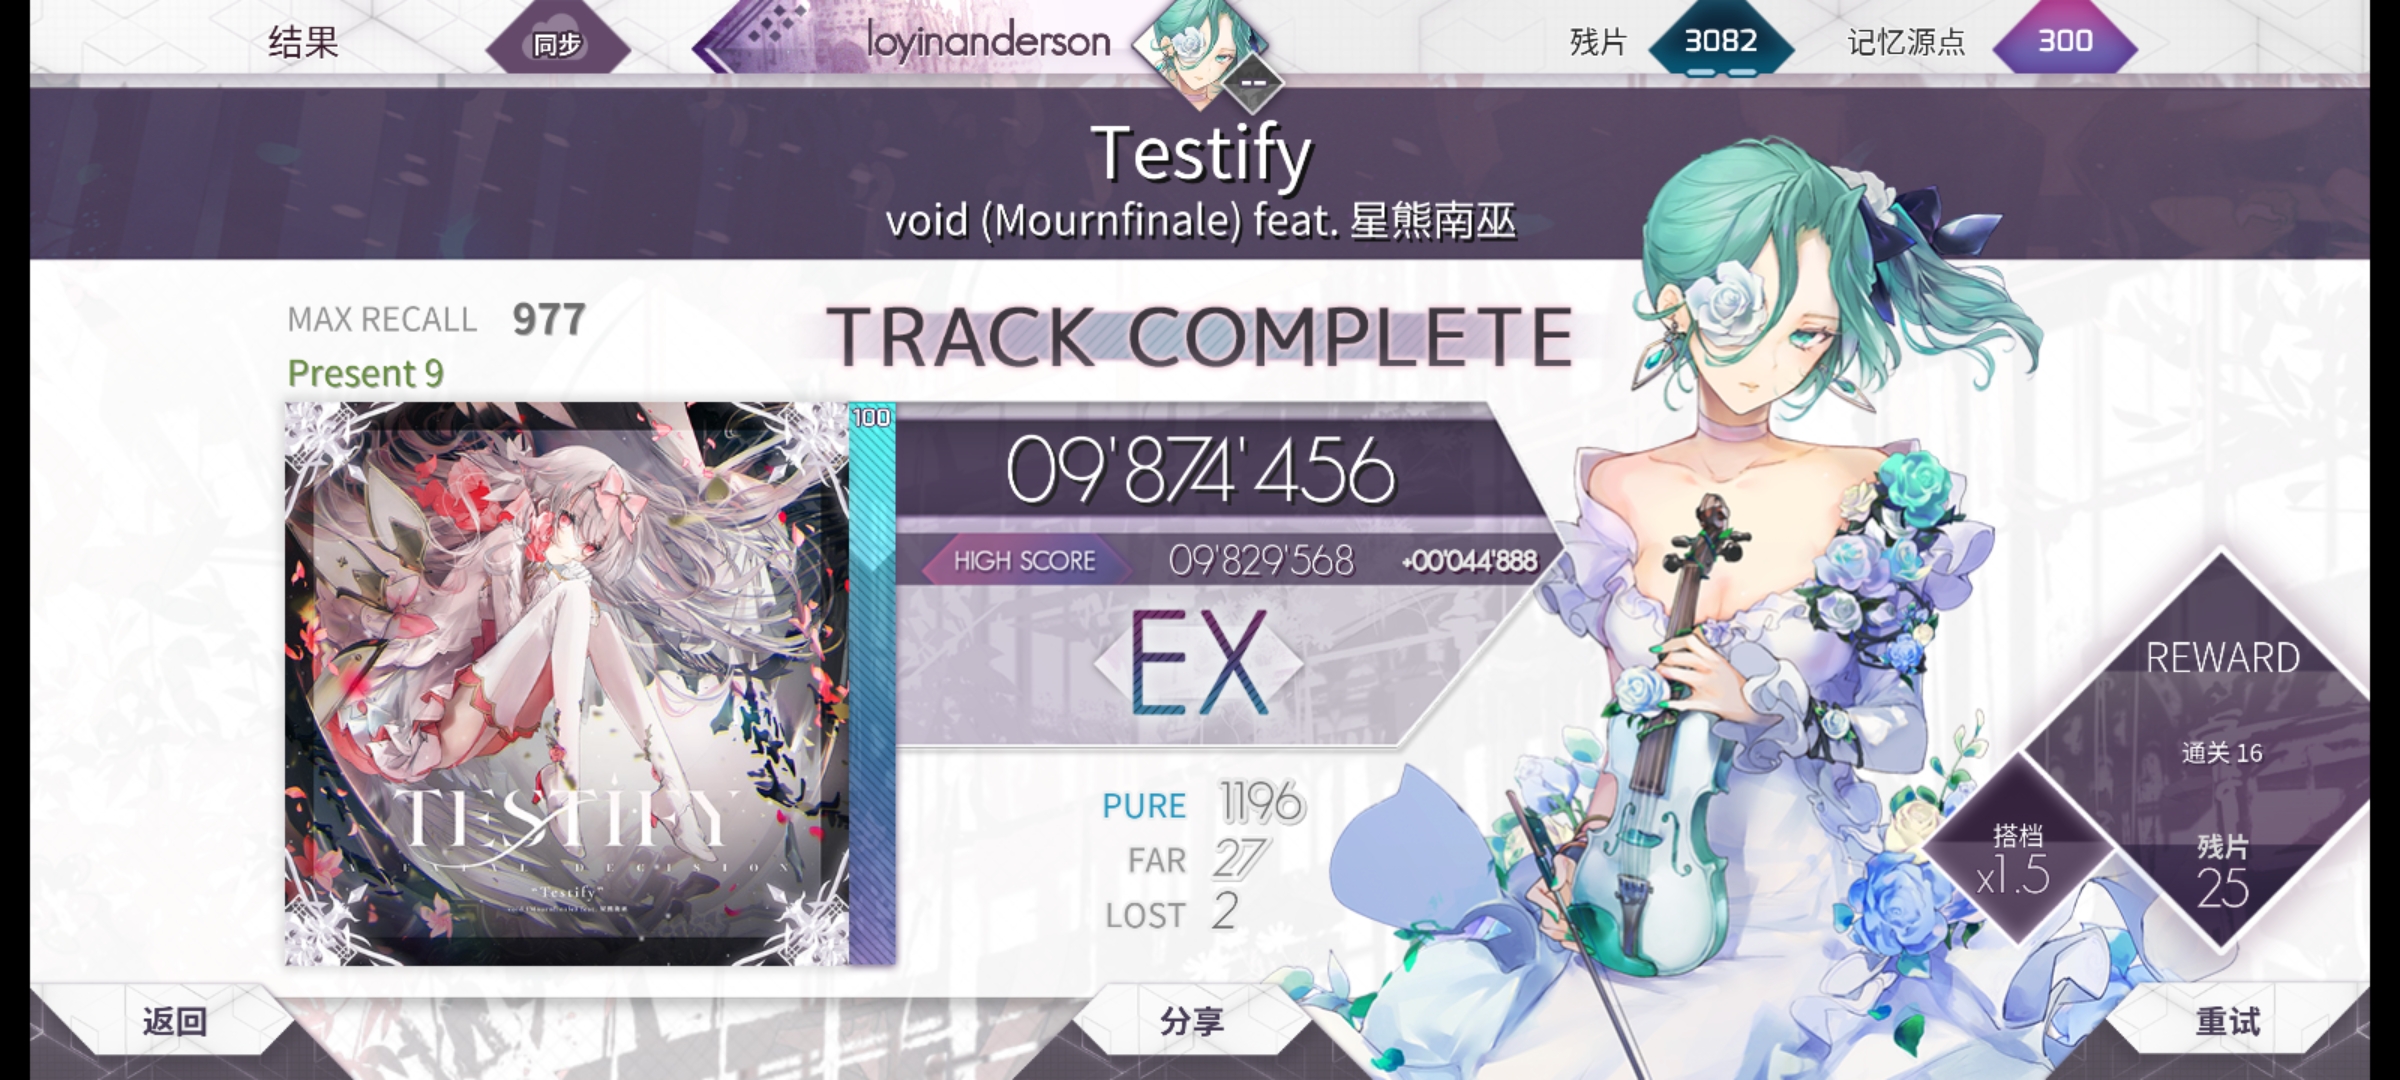 结果
同步
loyinanderson
--
残片 3082
记忆源点 300
Testify
void (Mournfinale) feat. 星熊南巫
MAX RECALL 977
Present 9
TRACK COMPLETE
100
09'874'456
HIGH SCORE 09'829'568 +00'044'888
EX
TESTIFY
A FATAL DECISION
"Testify"
void (Mournfinale) feat. 星熊南巫
PURE 1196
FAR 27
LOST 2
REWARD
通关 16
搭档
x1.5
残片
25
返回
分享
重试